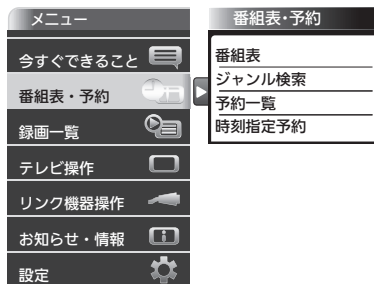 メニュー
今すぐできること
番組表・予約
録画一覧
テレビ操作
リンク機器操作
お知らせ・情報
設定
番組表・予約
番組表
ジャンル検索
予約一覧
時刻指定予約